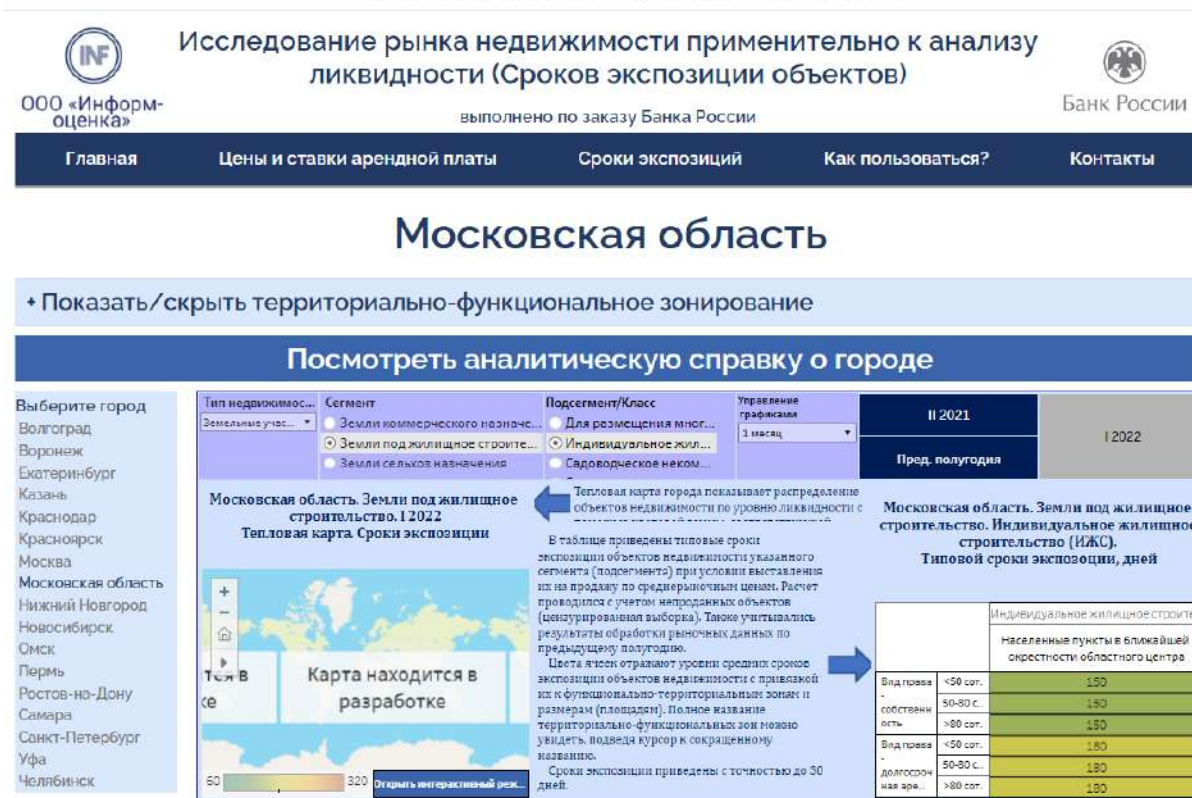 Исследование рынка недвижимости применительно к анализу
ликвидности (Сроков экспозиции объектов)
INF
ООО «Информ-
оценка»
выполнено по заказу Банка России
Банк России
Главная Цены и ставки арендной платы Сроки экспозиций Как пользоваться? Контакты
Московская область
+ Показать/скрыть территориально-функциональное зонирование
Посмотреть аналитическую справку о городе
Выберите город
Волгоград
Воронеж
Екатеринбург
Казань
Краснодар
Красноярск
Москва
Московская область
Нижний Новгород
Новосибирск
Омск
Пермь
Ростов-на-Дону
Самара
Санкт-Петербург
Уфа
Челябинск
Тип недвижимос...
Земельные учас...
Сегмент
Земли коммерческого назначе...
Земли под жилищное строите...
Земли сельхоз назначения
Подсегмент/Класс
Для размещения мног...
Индивидуальное жил...
Садоводческое неком...
Управление
графиками
1 месяц
II 2021
Пред. полугодия
I 2022
Московская область. Земли под жилищное
строительство. I 2022
Тепловая карта. Сроки экспозиции
Карта находится в
разработке
60 320 Открыть интерактивный реж...
Тепловая карта города показывает распределение
объектов недвижимости по уровню ликвидности с
В таблице приведены типовые сроки
экспозиции объектов недвижимости указанного
сегмента (подсегмента) при условии выставления
их на продажу по среднерыночным ценам. Расчет
проводился с учетом непроданных объектов
(цензурированная выборка). Также учитывались
результаты обработки рыночных данных по
предыдущему полугодию.
Цвета ячеек отражают уровни средних сроков
экспозиции объектов недвижимости с привязкой
их к функционально-территориальным зонам и
размерам (площадям). Полное название
территориально-функциональных зон можно
увидеть, подведя курсор к сокращенному
названию.
Сроки экспозиции приведены с точностью до 30
дней.
Московская область. Земли под жилищное
строительство. Индивидуальное жилищное
строительство (ИЖС).
Типовой сроки экспозоции, дней
Индивидуальное жилищное строите
Населенные пункты в ближайшей
окрестности областного центра
Вид права
-
собственн
ость
<50 сот. 150
50-80 с... 150
>80 сот. 150
Вид права
-
долгосроч
ная аре...
<50 сот. 180
50-80 с... 180
>80 сот. 180